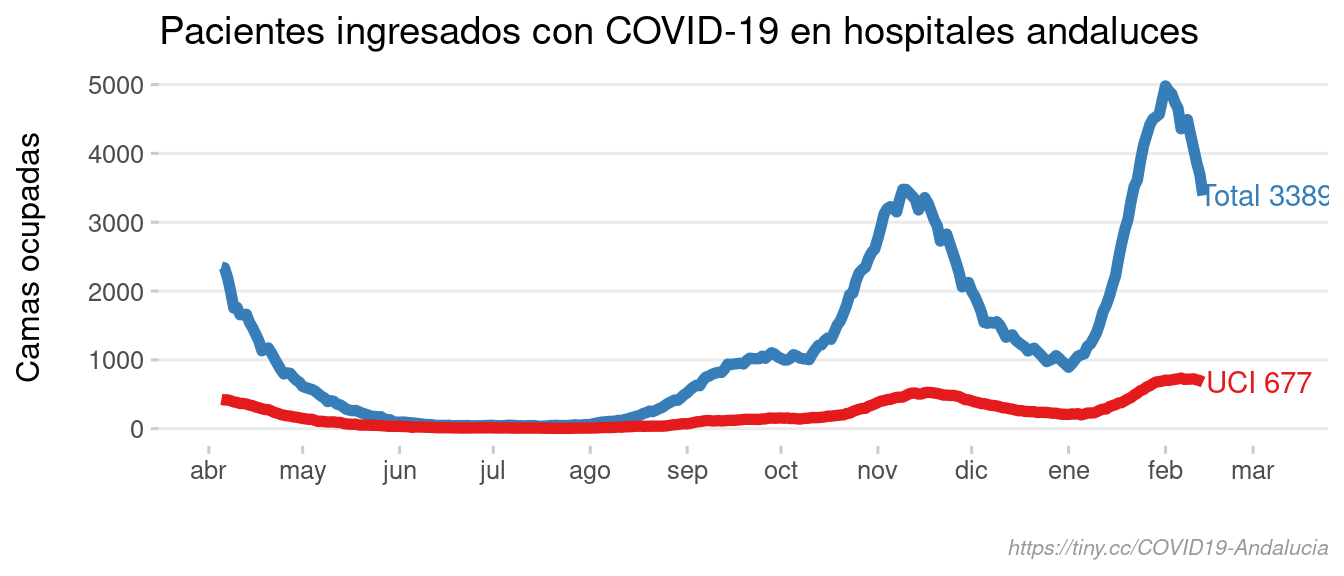 Pacientes ingresados con COVID-19 en hospitales andaluces
Camas ocupadas
5000
4000
3000
2000
1000
0
Total 3389
UCI 677
abr may jun jul ago sep oct nov dic ene feb mar
https://tiny.cc/COVID19-Andalucia